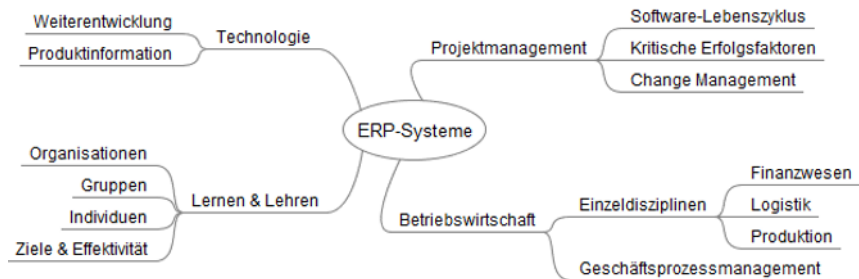 Weiterentwicklung
Produktinformation
Technologie
Projektmanagement
Software-Lebenszyklus
Kritische Erfolgsfaktoren
Change Management
ERP-Systeme
Organisationen
Gruppen
Individuen
Ziele & Effektivität
Lernen & Lehren
Betriebswirtschaft
Einzeldisziplinen
Finanzwesen
Logistik
Produktion
Geschäftsprozessmanagement